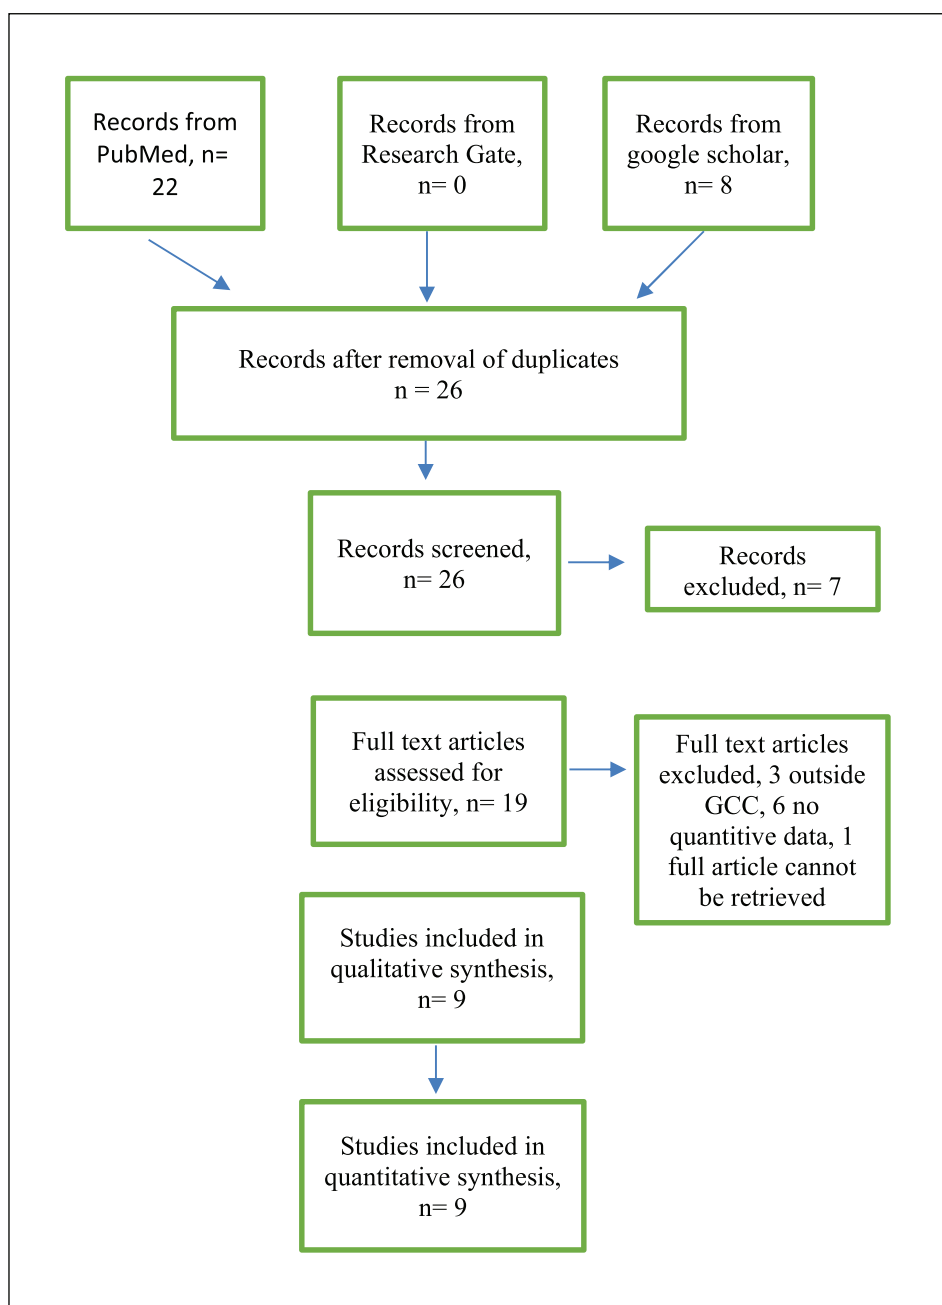 Records from
PubMed, n=
22
Records from
Research Gate,
n= 0
Records from
google scholar,
n= 8
Records after removal of duplicates
n = 26
Records screened,
n= 26
Records
excluded, n= 7
Full text articles
assessed for
eligibility, n= 19
Full text articles
excluded, 3 outside
GCC, 6 no
quantitive data, 1
full article cannot
be retrieved
Studies included in
qualitative synthesis,
n= 9
Studies included in
quantitative synthesis,
n= 9